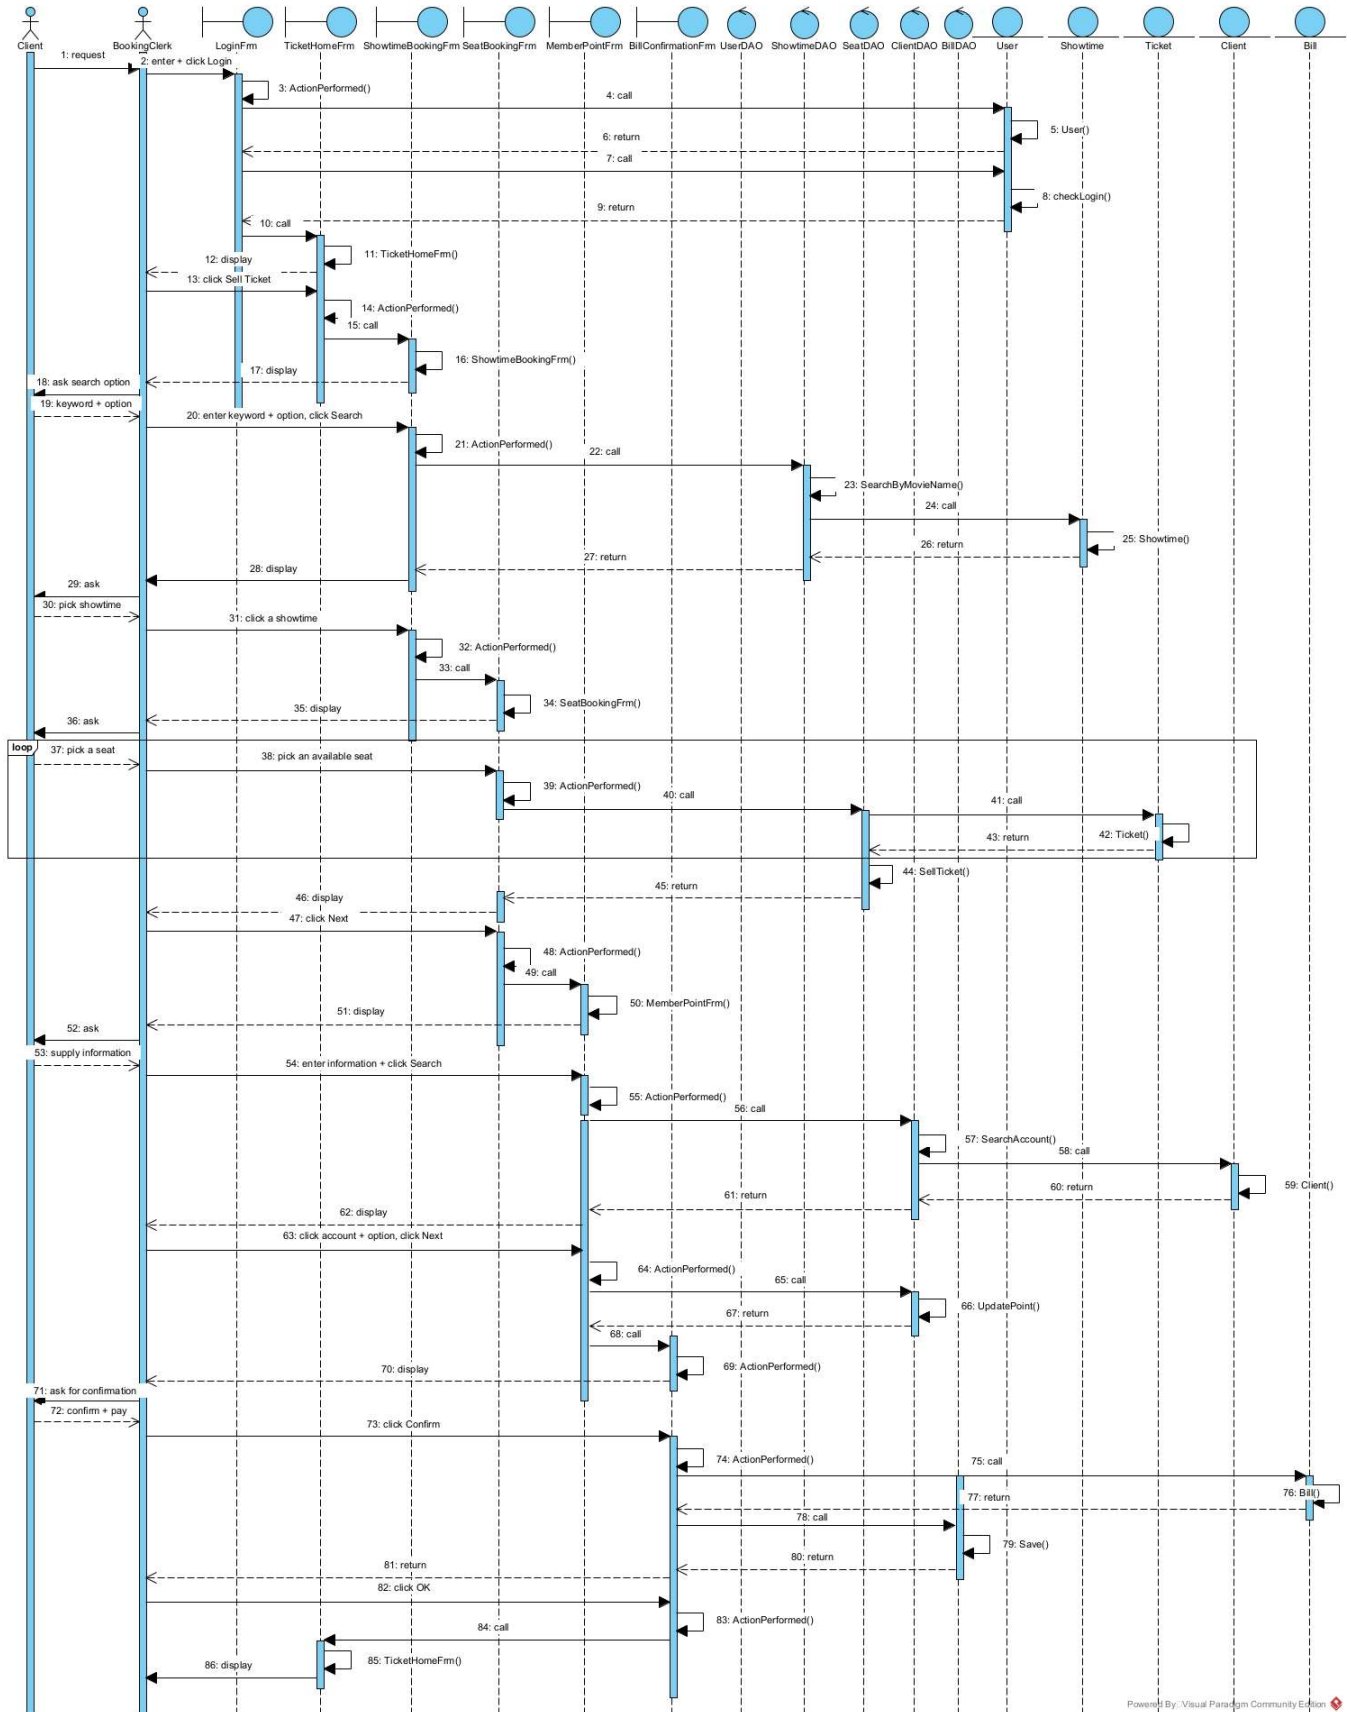 Client
BookingClerk
LoginFrm
TicketHomeFrm
ShowtimeBookingFrm
SeatBookingFrm
MemberPointFrm
BillConfirmationFrm
UserDAO
ShowtimeDAO
SeatDAO
ClientDAO
BillDAO
User
Showtime
Ticket
Client
Bill
1: request
2: enter + click Login
3: ActionPerformed()
4: call
5: User()
6: return
7: call
8: checkLogin()
9: return
10: call
11: TicketHomeFrm()
12: display
13: click Sell Ticket
14: ActionPerformed()
15: call
16: ShowtimeBookingFrm()
17: display
18: ask search option
19: keyword + option
20: enter keyword + option, click Search
21: ActionPerformed()
22: call
23: SearchByMovieName()
24: call
25: Showtime()
26: return
27: return
28: display
29: ask
30: pick showtime
31: click a showtime
32: ActionPerformed()
33: call
34: SeatBookingFrm()
35: display
36: ask
loop
37: pick a seat
38: pick an available seat
39: ActionPerformed()
40: call
41: call
42: Ticket()
43: return
44: SellTicket()
45: return
46: display
47: click Next
48: ActionPerformed()
49: call
50: MemberPointFrm()
51: display
52: ask
53: supply information
54: enter information + click Search
55: ActionPerformed()
56: call
57: SearchAccount()
58: call
59: Client()
60: return
61: return
62: display
63: click account + option, click Next
64: ActionPerformed()
65: call
66: UpdatePoint()
67: return
68: call
69: ActionPerformed()
70: display
71: ask for confirmation
72: confirm + pay
73: click Confirm
74: ActionPerformed()
75: call
76: Bill()
77: return
78: call
79: Save()
80: return
81: return
82: click OK
83: ActionPerformed()
84: call
85: TicketHomeFrm()
86: display
Powered By Visual Paradigm Community Edition